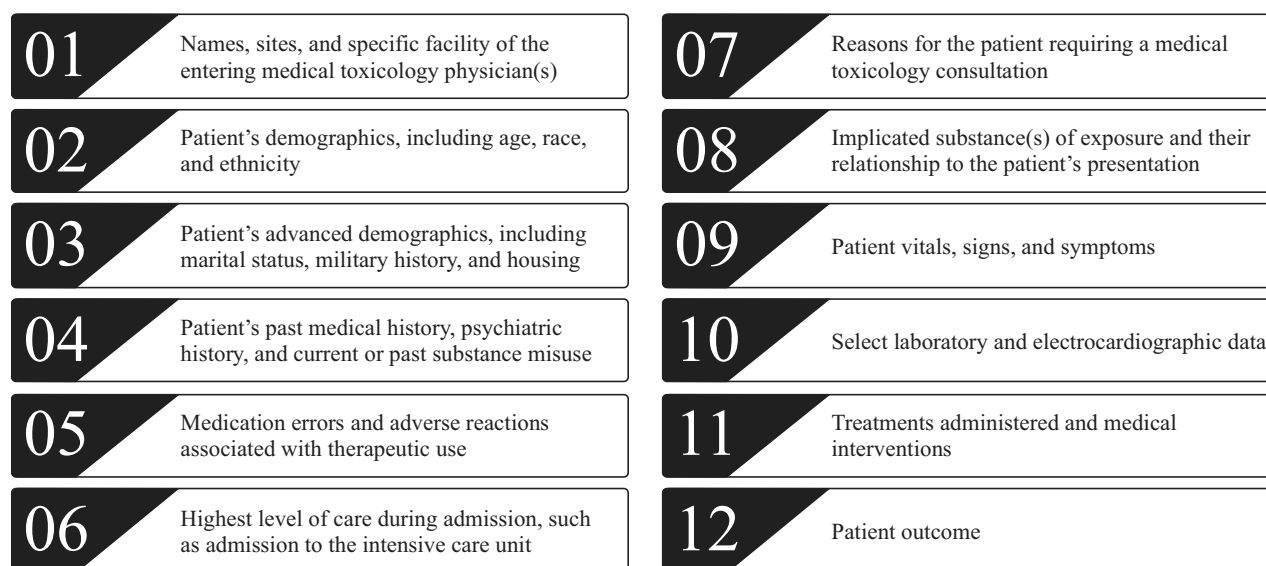 01
Names, sites, and specific facility of the
entering medical toxicology physician(s)
02
Patient's demographics, including age, race,
and ethnicity
03
Patient's advanced demographics, including
marital status, military history, and housing
04
Patient's past medical history, psychiatric
history, and current or past substance misuse
05
Medication errors and adverse reactions
associated with therapeutic use
06
Highest level of care during admission, such
as admission to the intensive care unit
07
Reasons for the patient requiring a medical
toxicology consultation
08
Implicated substance(s) of exposure and their
relationship to the patient's presentation
09
Patient vitals, signs, and symptoms
10
Select laboratory and electrocardiographic data
11
Treatments administered and medical
interventions
12
Patient outcome